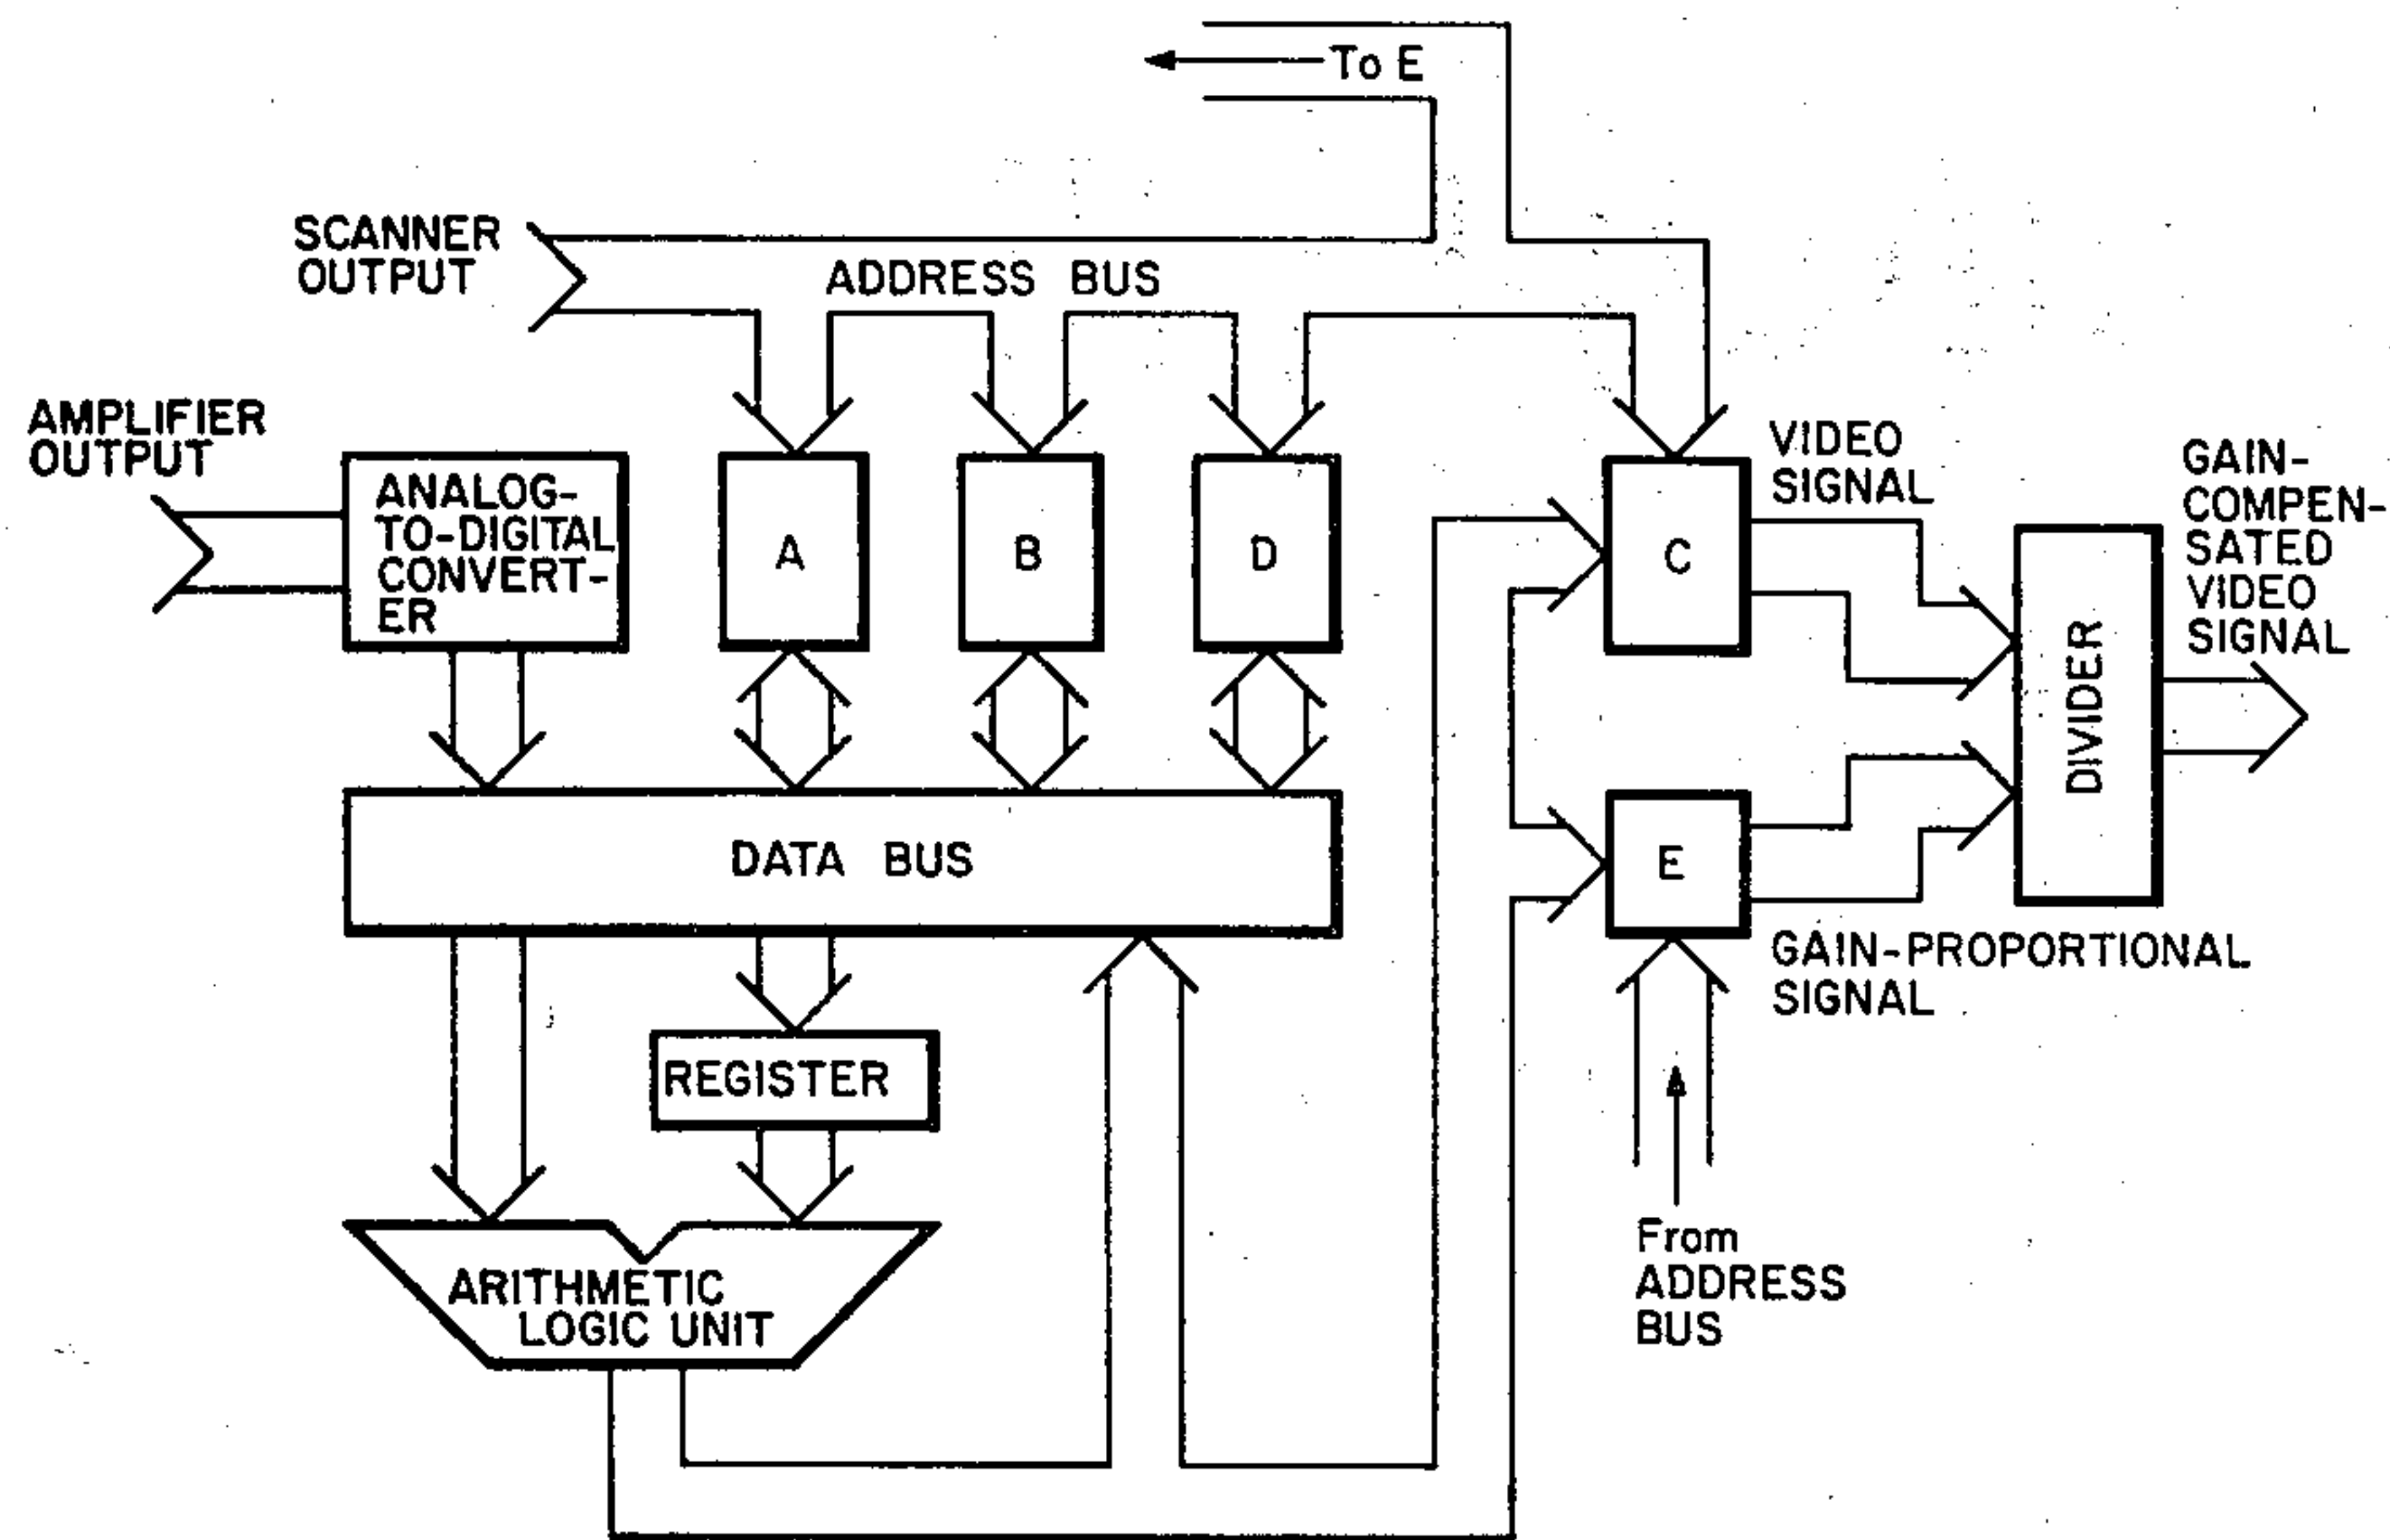 To E
SCANNER
OUTPUT
ADDRESS BUS
AMPLIFIER
OUTPUT
ANALOG-
TO-DIGITAL
CONVERT-
ER
A
B
D
C
VIDEO
SIGNAL
GAIN-
COMPEN-
SATED
VIDEO
SIGNAL
DIVIDER
DATA BUS
E
GAIN-PROPORTIONAL
SIGNAL
REGISTER
From
ADDRESS
BUS
ARITHMETIC
LOGIC UNIT